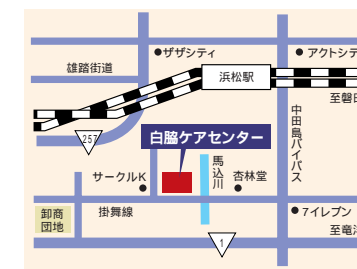 ザザシティ
アクトシテ
雄踏街道
浜松駅
至磐田
257
白脇ケアセンター
中田島バイパス
馬込川
サークルK
杏林堂
卸商
団地
掛舞線
7イレブン
1
至竜洋